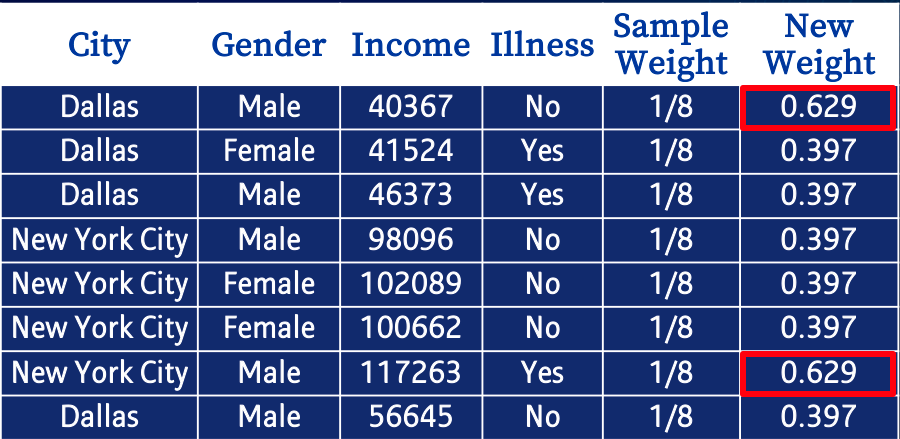 City Gender Income Illness Sample Weight New Weight
Dallas Male 40367 No 1/8 0.629
Dallas Female 41524 Yes 1/8 0.397
Dallas Male 46373 Yes 1/8 0.397
New York City Male 98096 No 1/8 0.397
New York City Female 102089 No 1/8 0.397
New York City Female 100662 No 1/8 0.397
New York City Male 117263 Yes 1/8 0.629
Dallas Male 56645 No 1/8 0.397